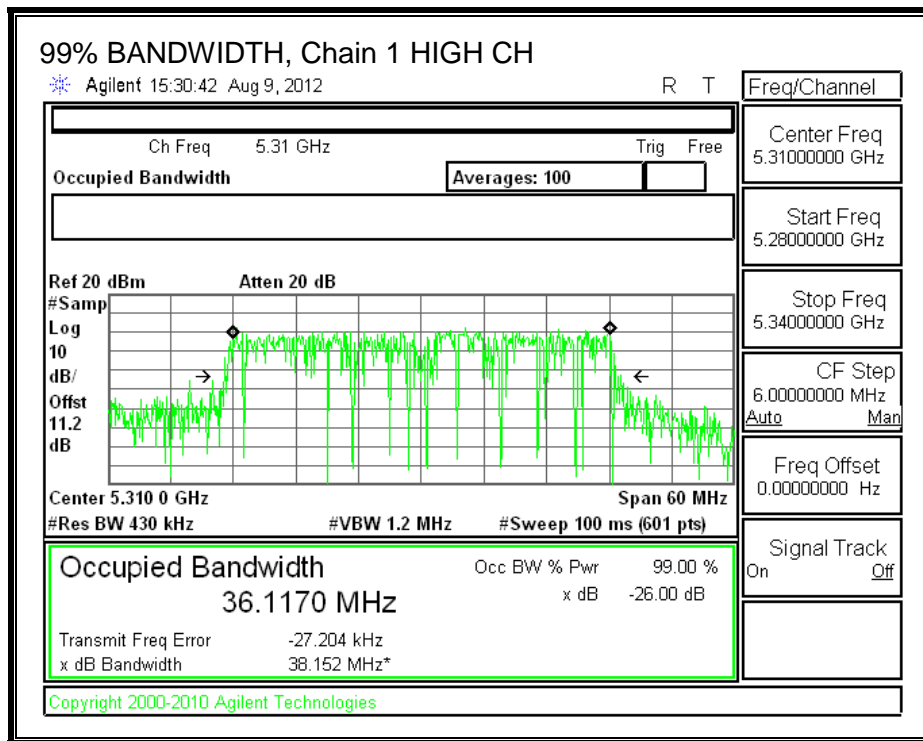 99% BANDWIDTH, Chain 1 HIGH CH
Agilent 15:30:42 Aug 9, 2012 R T
Ch Freq 5.31 GHz Trig Free
Occupied Bandwidth Averages: 100
Ref 20 dBm Atten 20 dB
#Samp
Log
10
dB/
Offst
11.2
dB
Center 5.310 0 GHz Span 60 MHz
#Res BW 430 kHz #VBW 1.2 MHz #Sweep 100 ms (601 pts)
Occupied Bandwidth Occ BW % Pwr 99.00 %
36.1170 MHz x dB -26.00 dB
Transmit Freq Error -27.204 kHz
x dB Bandwidth 38.152 MHz*
Copyright 2000-2010 Agilent Technologies
Freq/Channel
Center Freq
5.31000000 GHz
Start Freq
5.28000000 GHz
Stop Freq
5.34000000 GHz
CF Step
6.00000000 MHz
Auto Man
Freq Offset
0.00000000 Hz
Signal Track
On Off